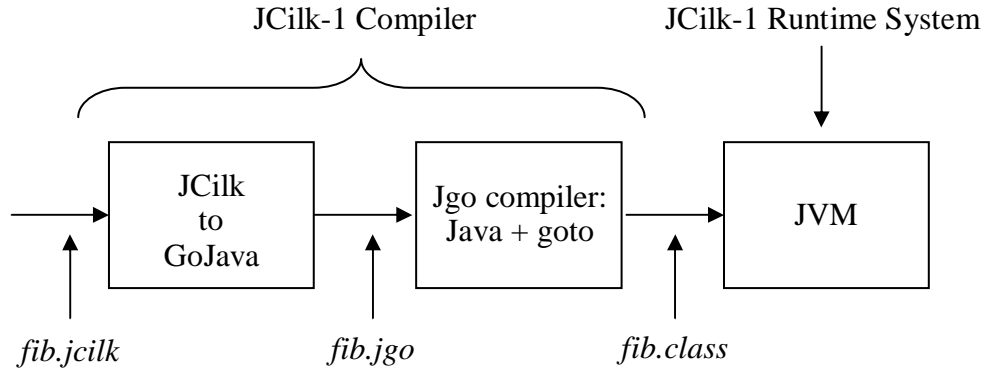 JCilk-1 Compiler
JCilk-1 Runtime System
JCilk
to
GoJava
Jgo compiler:
Java + goto
JVM
fib.jcilk
fib.jgo
fib.class